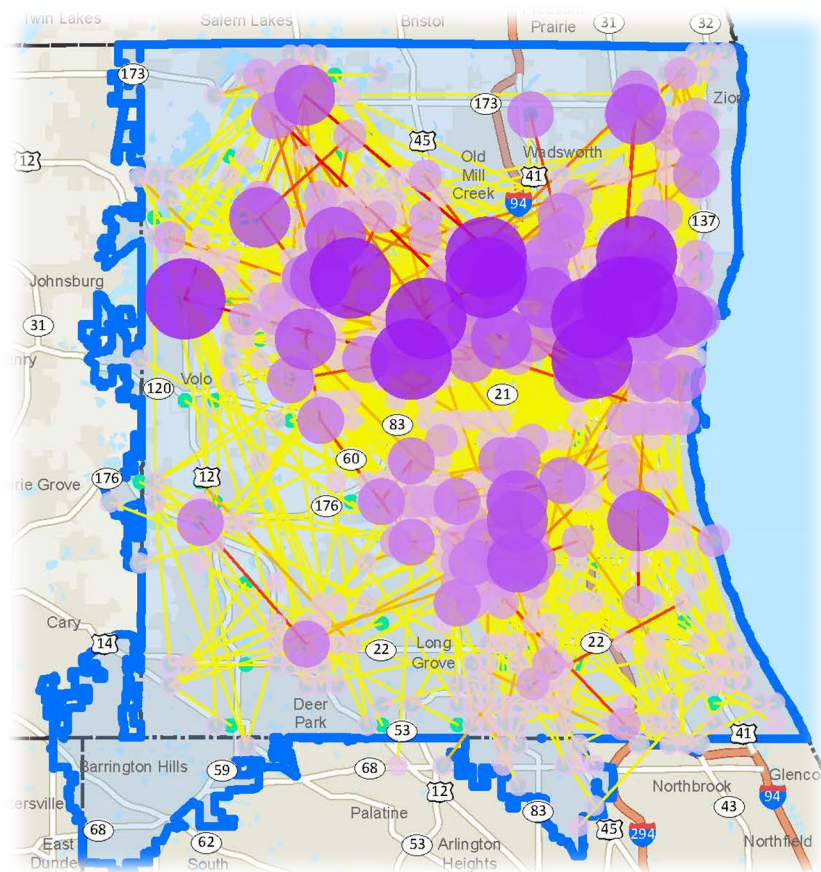 Twin Lakes
Salem Lakes
Bristol
Prairie
31
32
173
Zion
173
45
Old
Mill
Creek
Wadsworth
12
41
94
137
Johnsburg
31
Volo
120
21
83
60
12
176
176
Cary
14
22
Long
Grove
22
Deer
Park
53
41
Barrington Hills
59
68
12
Northbrook
Glenco
94
43
Palatine
83
68
62
53
Arlington
Heights
45
294
Northfield
East
Dunde
South